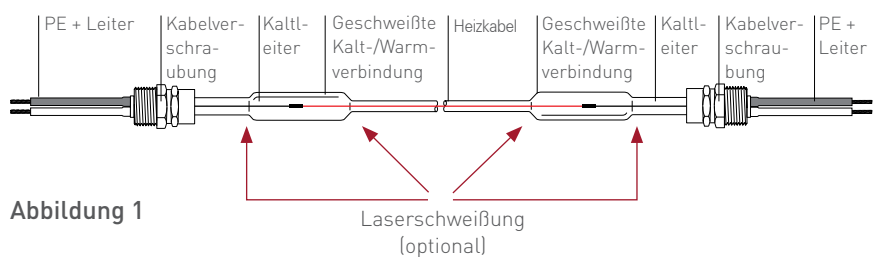 PE + Leiter
Kabelver-
schra-
ubung
Kaltl-
eiter
Geschweißte
Kalt-/Warm-
verbindung
Heizkabel
Geschweißte
Kalt-/Warm-
verbindung
Kaltl-
eiter
Kabelver-
schrau-
bung
PE +
Leiter
Abbildung 1
Laserschweißung
(optional)